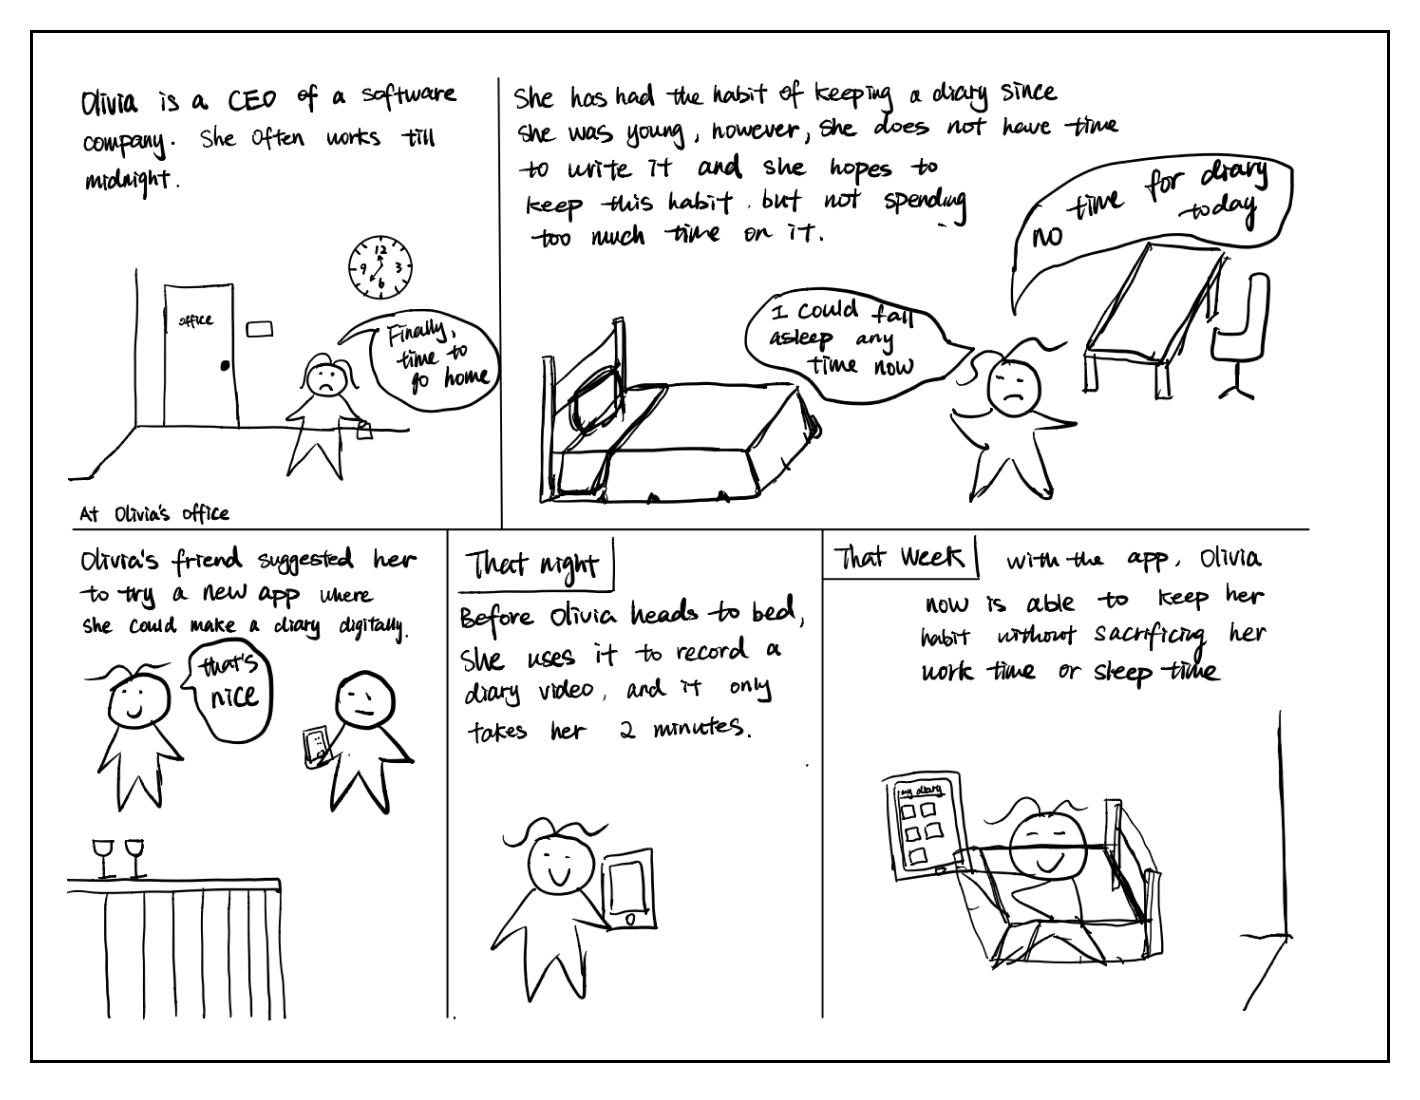 Olivia is a CEO of a software
company. She often works till
midnight.
12
9
3
6
office
Finally,
time to
go home
At Olivia's office
She has had the habit of keeping a diary since
she was young, however, she does not have time
to write it and she hopes to
keep this habit. but not spending
too much time on it.
I could fall
asleep any
time now
NO time for diary
today
Olivia's friend suggested her
to try a new app where
she could make a diary digitally.
that's
nice
That night
Before Olivia heads to bed,
she uses it to record a
diary video, and it only
takes her 2 minutes.
That week
with the app, Olivia
now is able to keep her
habit without sacrificing her
work time or sleep time
my diary